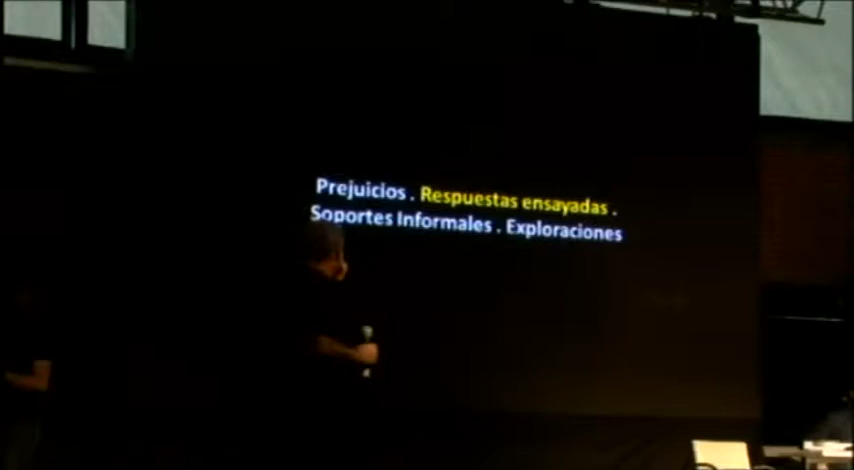 Prejuicios . Respuestas ensayadas .
Soportes Informales . Exploraciones